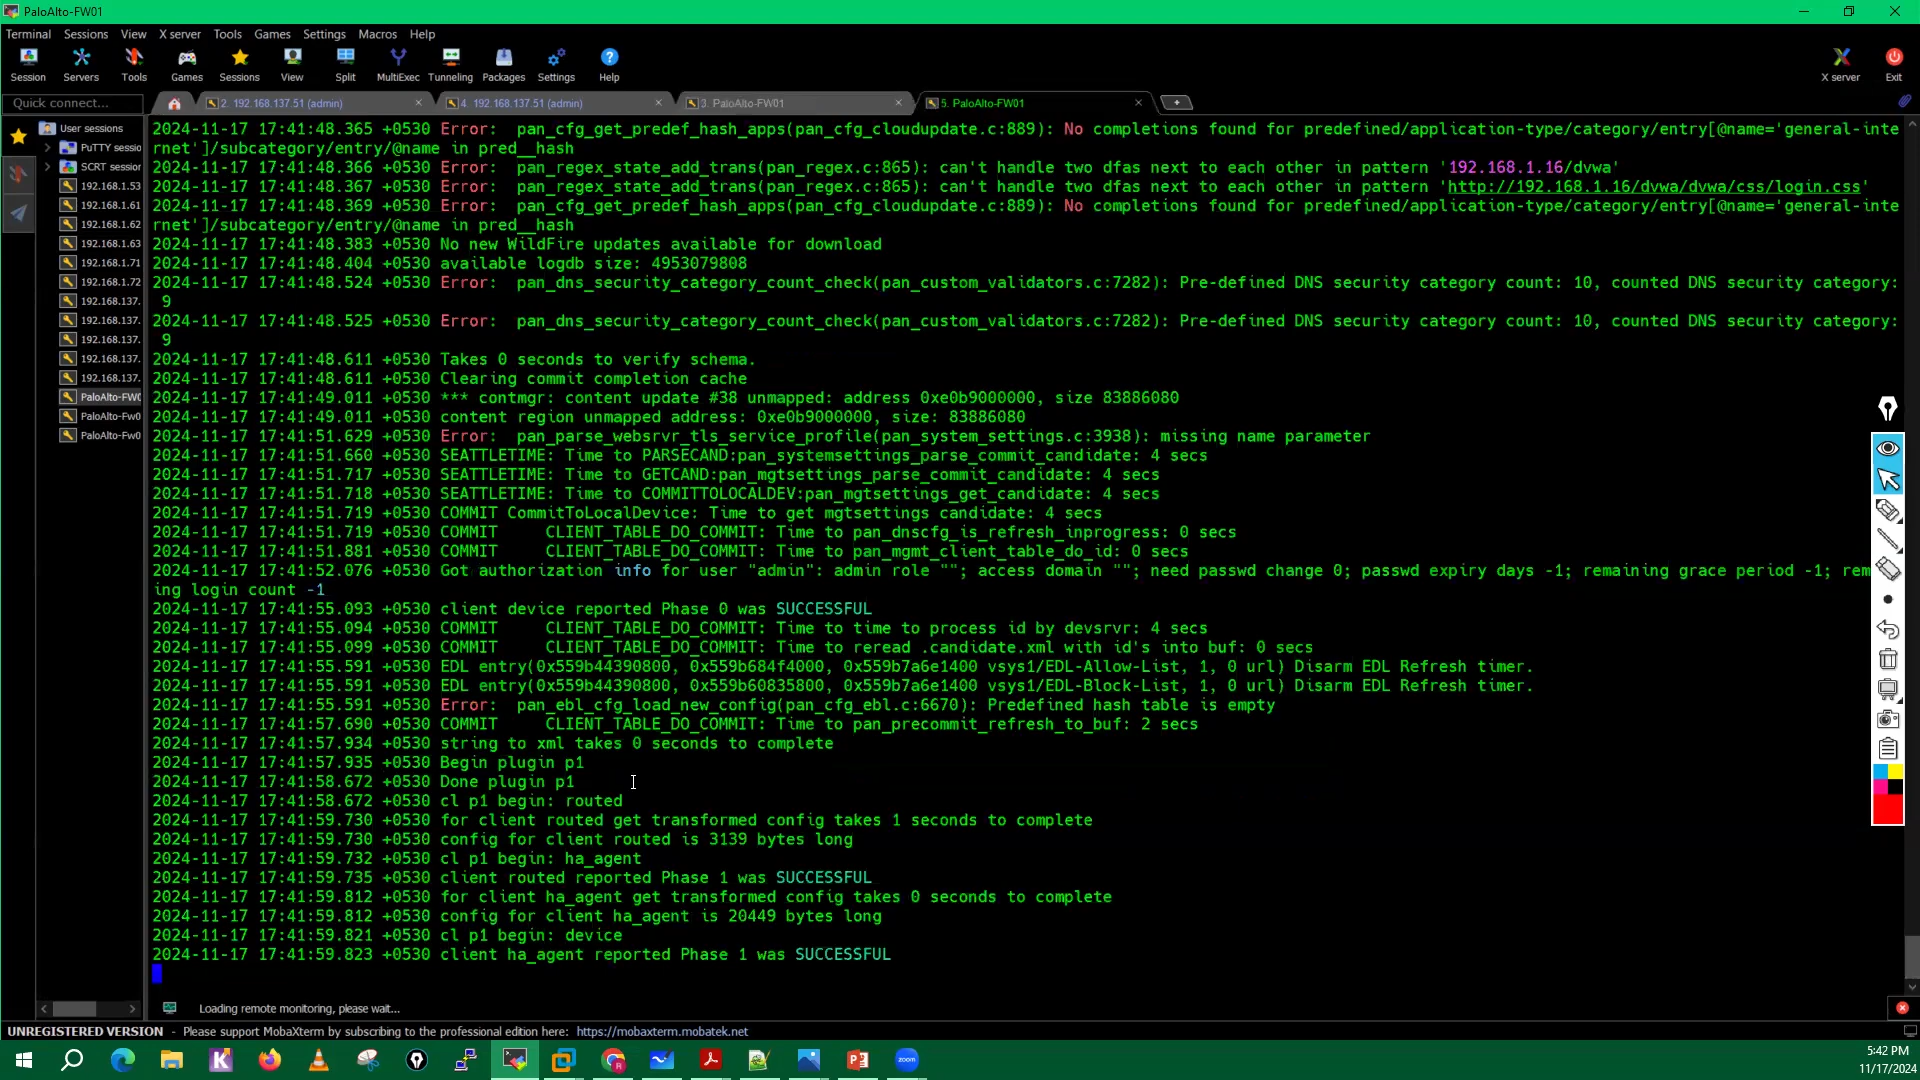 PaloAlto-FW01
Terminal Sessions View X server Tools Games Settings Macros Help
Session Servers Tools Games Sessions View Split MultiExec Tunneling Packages Settings Help X server Exit
Quick connect... 2. 192.168.137.51 (admin) 4. 192.168.137.51 (admin) 3. PaloAlto-FW01 5. PaloAlto-FW01
User sessions
PuTTY sessio
SCRT session
192.168.1.53
192.168.1.61
192.168.1.62
192.168.1.63
192.168.1.71
192.168.1.72
192.168.137.
192.168.137.
192.168.137.
192.168.137.
192.168.137.
PaloAlto-FW0
PaloAlto-Fw0
PaloAlto-Fw0
2024-11-17 17:41:48.365 +0530 Error:  pan_cfg_get_predef_hash_apps(pan_cfg_cloudupdate.c:889): No completions found for predefined/application-type/category/entry[@name='general-inte
rnet']/subcategory/entry/@name in pred__hash
2024-11-17 17:41:48.366 +0530 Error:  pan_regex_state_add_trans(pan_regex.c:865): can't handle two dfas next to each other in pattern '192.168.1.16/dvwa'
2024-11-17 17:41:48.367 +0530 Error:  pan_regex_state_add_trans(pan_regex.c:865): can't handle two dfas next to each other in pattern 'http://192.168.1.16/dvwa/dvwa/css/login.css'
2024-11-17 17:41:48.369 +0530 Error:  pan_cfg_get_predef_hash_apps(pan_cfg_cloudupdate.c:889): No completions found for predefined/application-type/category/entry[@name='general-inte
rnet']/subcategory/entry/@name in pred__hash
2024-11-17 17:41:48.383 +0530 No new WildFire updates available for download
2024-11-17 17:41:48.404 +0530 available logdb size: 4953079808
2024-11-17 17:41:48.524 +0530 Error:  pan_dns_security_category_count_check(pan_custom_validators.c:7282): Pre-defined DNS security category count: 10, counted DNS security category:
9
2024-11-17 17:41:48.525 +0530 Error:  pan_dns_security_category_count_check(pan_custom_validators.c:7282): Pre-defined DNS security category count: 10, counted DNS security category:
9
2024-11-17 17:41:48.611 +0530 Takes 0 seconds to verify schema.
2024-11-17 17:41:48.611 +0530 Clearing commit completion cache
2024-11-17 17:41:49.011 +0530 *** contmgr: content update #38 unmapped: address 0xe0b9000000, size 83886080
2024-11-17 17:41:49.011 +0530 content region unmapped address: 0xe0b9000000, size: 83886080
2024-11-17 17:41:51.629 +0530 Error:  pan_parse_websrvr_tls_service_profile(pan_system_settings.c:3938): missing name parameter
2024-11-17 17:41:51.660 +0530 SEATTLETIME: Time to PARSECAND:pan_systemsettings_parse_commit_candidate: 4 secs
2024-11-17 17:41:51.717 +0530 SEATTLETIME: Time to GETCAND:pan_mgtsettings_parse_commit_candidate: 4 secs
2024-11-17 17:41:51.718 +0530 SEATTLETIME: Time to COMMITTOLOCALDEV:pan_mgtsettings_get_candidate: 4 secs
2024-11-17 17:41:51.719 +0530 COMMIT CommitToLocalDevice: Time to get mgtsettings candidate: 4 secs
2024-11-17 17:41:51.719 +0530 COMMIT     CLIENT_TABLE_DO_COMMIT: Time to pan_dnscfg_is_refresh_inprogress: 0 secs
2024-11-17 17:41:51.881 +0530 COMMIT     CLIENT_TABLE_DO_COMMIT: Time to pan_mgmt_client_table_do_id: 0 secs
2024-11-17 17:41:52.076 +0530 Got authorization info for user "admin": admin role ""; access domain ""; need passwd change 0; passwd expiry days -1; remaining grace period -1; rem
ing login count -1
2024-11-17 17:41:55.093 +0530 client device reported Phase 0 was SUCCESSFUL
2024-11-17 17:41:55.094 +0530 COMMIT     CLIENT_TABLE_DO_COMMIT: Time to time to process id by devsrvr: 4 secs
2024-11-17 17:41:55.099 +0530 COMMIT     CLIENT_TABLE_DO_COMMIT: Time to reread .candidate.xml with id's into buf: 0 secs
2024-11-17 17:41:55.591 +0530 EDL entry(0x559b44390800, 0x559b684f4000, 0x559b7a6e1400 vsys1/EDL-Allow-List, 1, 0 url) Disarm EDL Refresh timer.
2024-11-17 17:41:55.591 +0530 EDL entry(0x559b44390800, 0x559b60835800, 0x559b7a6e1400 vsys1/EDL-Block-List, 1, 0 url) Disarm EDL Refresh timer.
2024-11-17 17:41:55.591 +0530 Error:  pan_ebl_cfg_load_new_config(pan_cfg_ebl.c:6670): Predefined hash table is empty
2024-11-17 17:41:57.690 +0530 COMMIT     CLIENT_TABLE_DO_COMMIT: Time to pan_precommit_refresh_to_buf: 2 secs
2024-11-17 17:41:57.934 +0530 string to xml takes 0 seconds to complete
2024-11-17 17:41:57.935 +0530 Begin plugin p1
2024-11-17 17:41:58.672 +0530 Done plugin p1
2024-11-17 17:41:58.672 +0530 cl p1 begin: routed
2024-11-17 17:41:59.730 +0530 for client routed get transformed config takes 1 seconds to complete
2024-11-17 17:41:59.730 +0530 config for client routed is 3139 bytes long
2024-11-17 17:41:59.732 +0530 cl p1 begin: ha_agent
2024-11-17 17:41:59.735 +0530 client routed reported Phase 1 was SUCCESSFUL
2024-11-17 17:41:59.812 +0530 for client ha_agent get transformed config takes 0 seconds to complete
2024-11-17 17:41:59.812 +0530 config for client ha_agent is 20449 bytes long
2024-11-17 17:41:59.821 +0530 cl p1 begin: device
2024-11-17 17:41:59.823 +0530 client ha_agent reported Phase 1 was SUCCESSFUL
Loading remote monitoring, please wait...
UNREGISTERED VERSION - Please support MobaXterm by subscribing to the professional edition here: https://mobaxterm.mobatek.net
zoom
5:42 PM
11/17/2024